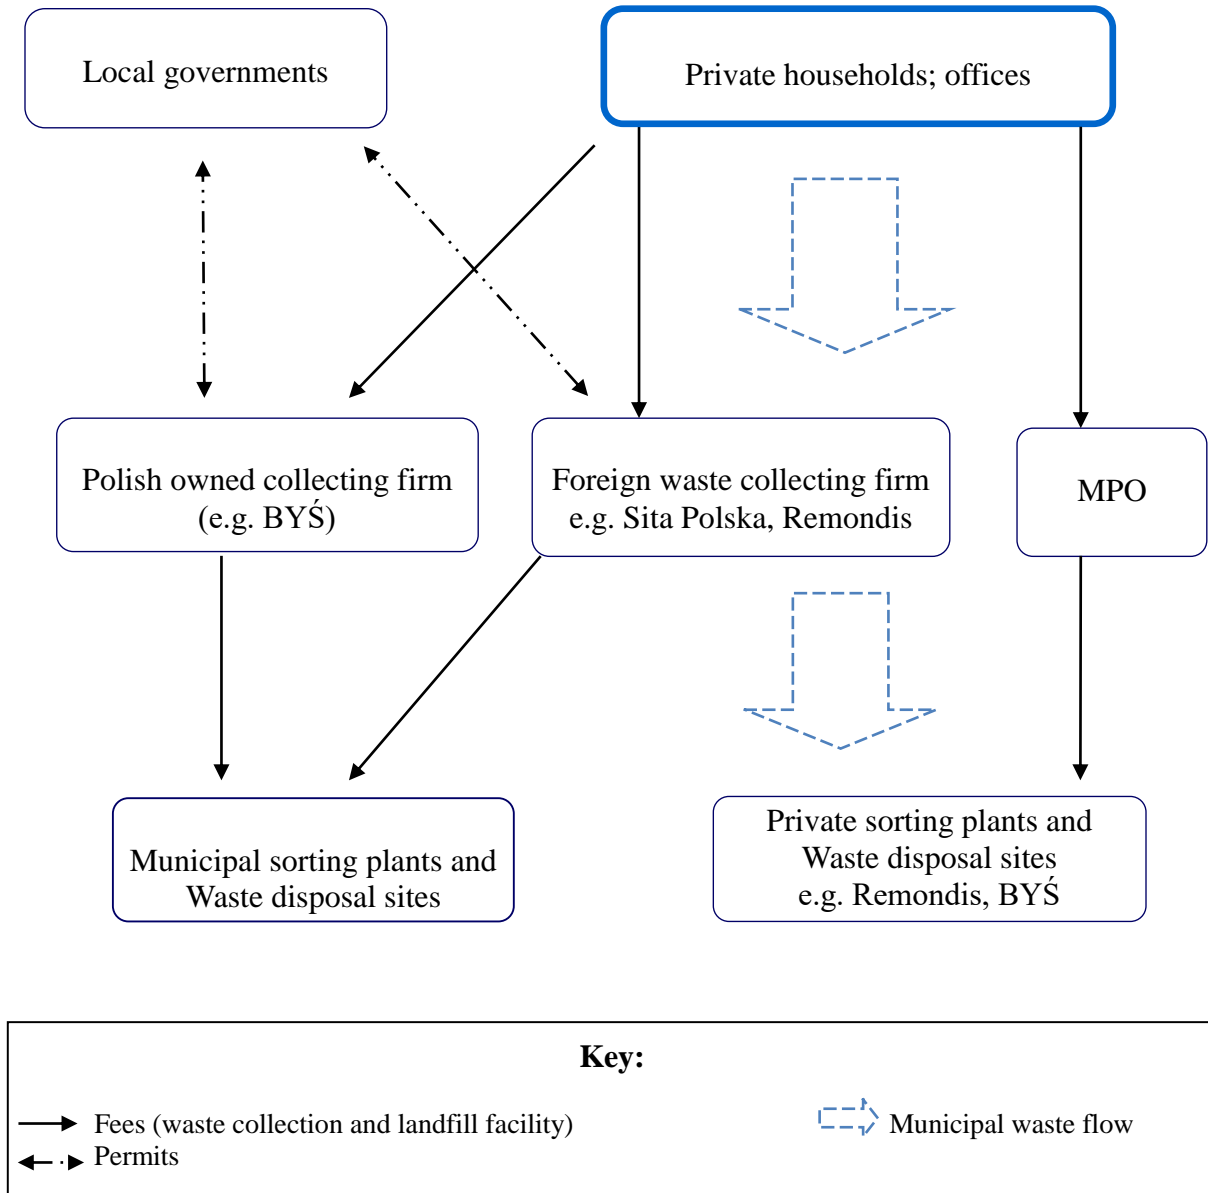 Local governments
Private households; offices
Polish owned collecting firm
(e.g. BYŚ)
Foreign waste collecting firm
e.g. Sita Polska, Remondis
MPO
Municipal sorting plants and
Waste disposal sites
Private sorting plants and
Waste disposal sites
e.g. Remondis, BYŚ
Key:
Fees (waste collection and landfill facility)
Municipal waste flow
Permits